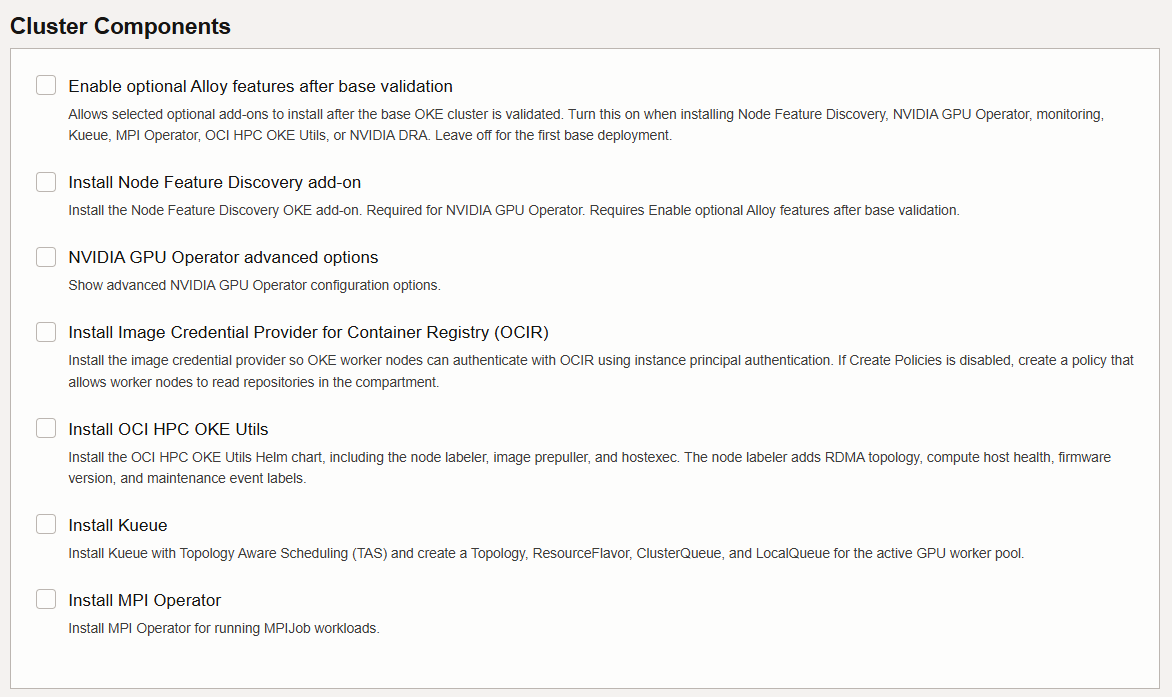 Cluster Components
Enable optional Alloy features after base validation
Allows selected optional add-ons to install after the base OKE cluster is validated. Turn this on when installing Node Feature Discovery, NVIDIA GPU Operator, monitoring,
Kueue, MPI Operator, OCI HPC OKE Utils, or NVIDIA DRA. Leave off for the first base deployment.
Install Node Feature Discovery add-on
Install the Node Feature Discovery OKE add-on. Required for NVIDIA GPU Operator. Requires Enable optional Alloy features after base validation.
NVIDIA GPU Operator advanced options
Show advanced NVIDIA GPU Operator configuration options.
Install Image Credential Provider for Container Registry (OCIR)
Install the image credential provider so OKE worker nodes can authenticate with OCIR using instance principal authentication. If Create Policies is disabled, create a policy that
allows worker nodes to read repositories in the compartment.
Install OCI HPC OKE Utils
Install the OCI HPC OKE Utils Helm chart, including the node labeler, image prepuller, and hostexec. The node labeler adds RDMA topology, compute host health, firmware
version, and maintenance event labels.
Install Kueue
Install Kueue with Topology Aware Scheduling (TAS) and create a Topology, ResourceFlavor, ClusterQueue, and LocalQueue for the active GPU worker pool.
Install MPI Operator
Install MPI Operator for running MPIJob workloads.